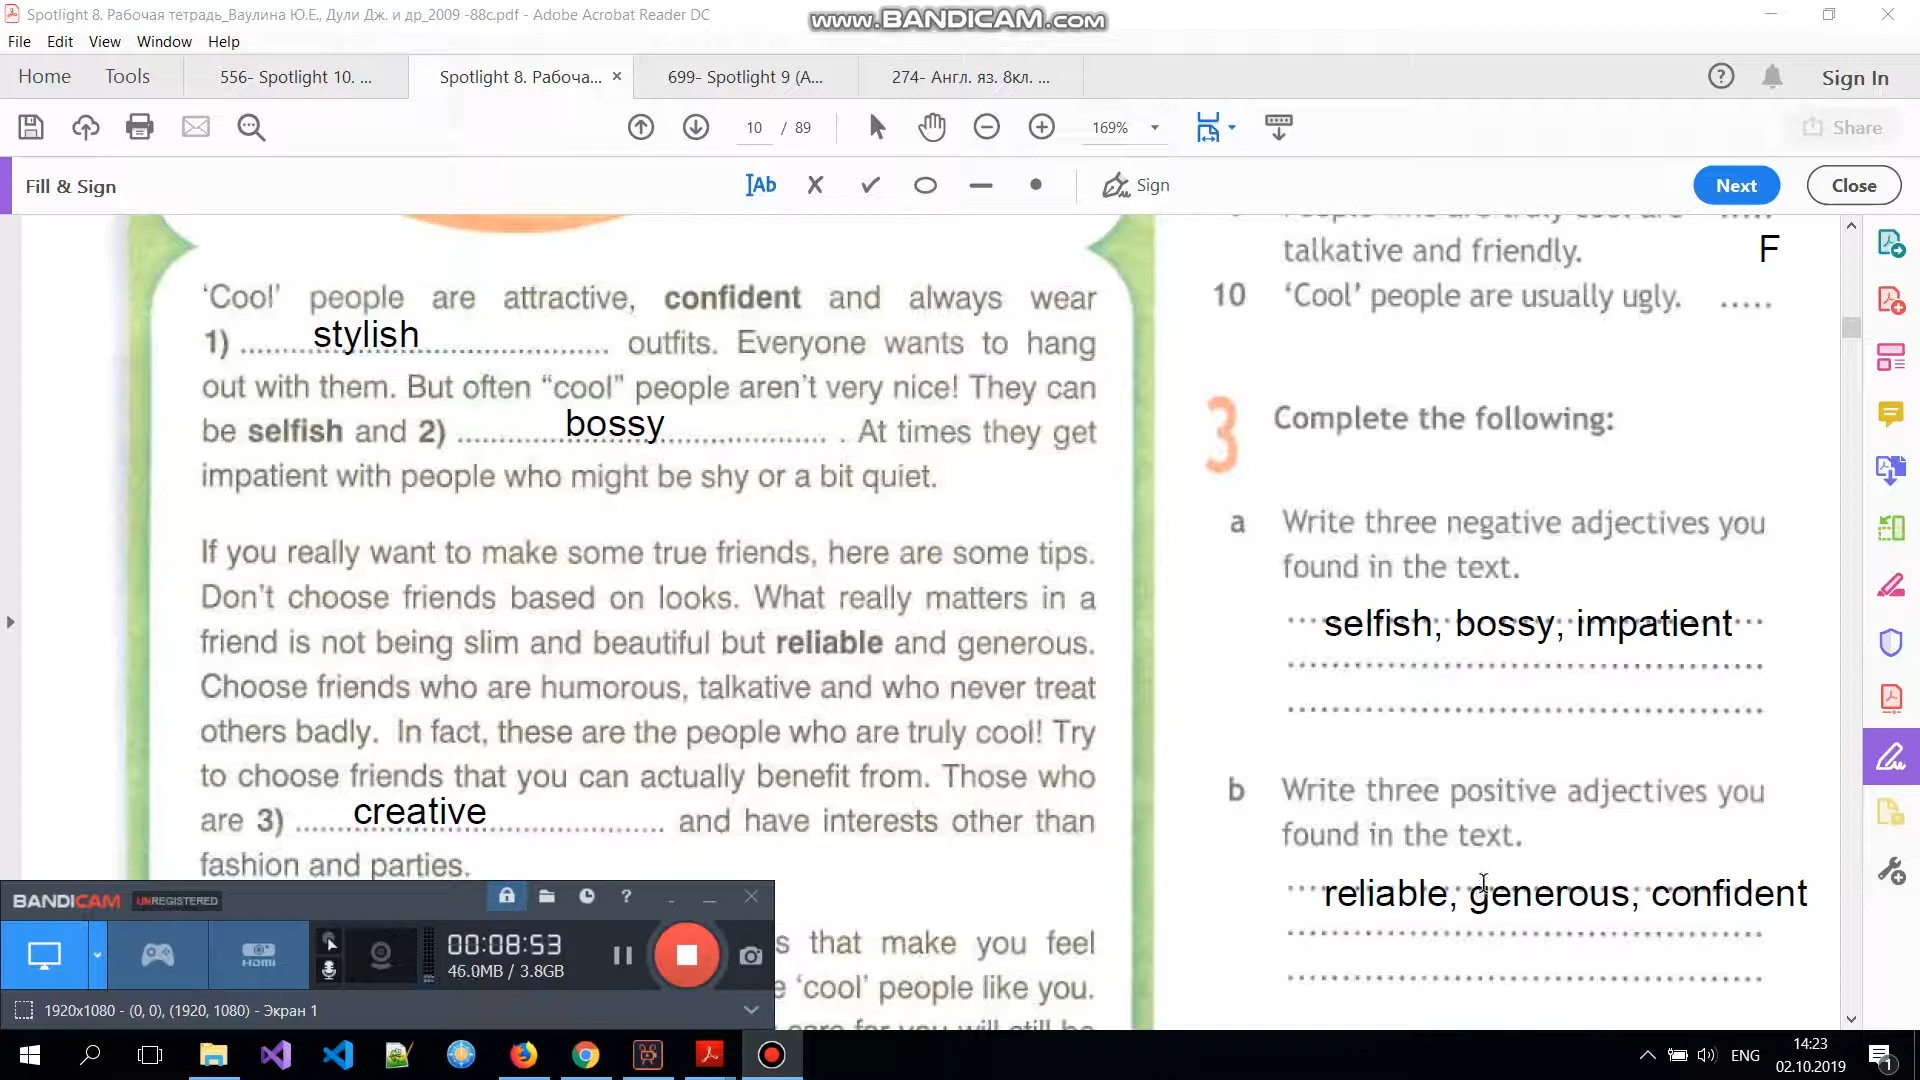 Spotlight 8. Рабочая тетрадь_Ваулина Ю.Е., Дули Дж. и др_2009 -88с.pdf - Adobe Acrobat Reader DC
www.BANDICAM.com
File Edit View Window Help
Home Tools 556- Spotlight 10. ... Spotlight 8. Рабоча... × 699- Spotlight 9 (А... 274- Англ. яз. 8кл. ... Sign In
10 / 89 169% Share
Fill & Sign Ab Sign Next Close
'Cool' people are attractive, confident and always wear
1) stylish outfits. Everyone wants to hang
out with them. But often "cool" people aren't very nice! They can
be selfish and 2) bossy . At times they get
impatient with people who might be shy or a bit quiet.
If you really want to make some true friends, here are some tips.
Don't choose friends based on looks. What really matters in a
friend is not being slim and beautiful but reliable and generous.
Choose friends who are humorous, talkative and who never treat
others badly. In fact, these are the people who are truly cool! Try
to choose friends that you can actually benefit from. Those who
are 3) creative and have interests other than
fashion and parties.
s that make you feel
e 'cool' people like you.
talkative and friendly. F
10 'Cool' people are usually ugly. .....
3 Complete the following:
a Write three negative adjectives you
found in the text.
selfish, bossy, impatient
b Write three positive adjectives you
found in the text.
reliable, generous, confident
BANDICAM UNREGISTERED
HDMI
00:08:53
46.0MB / 3.8GB
1920x1080 - (0, 0), (1920, 1080) - Экран 1
ENG
14:23
02.10.2019
1